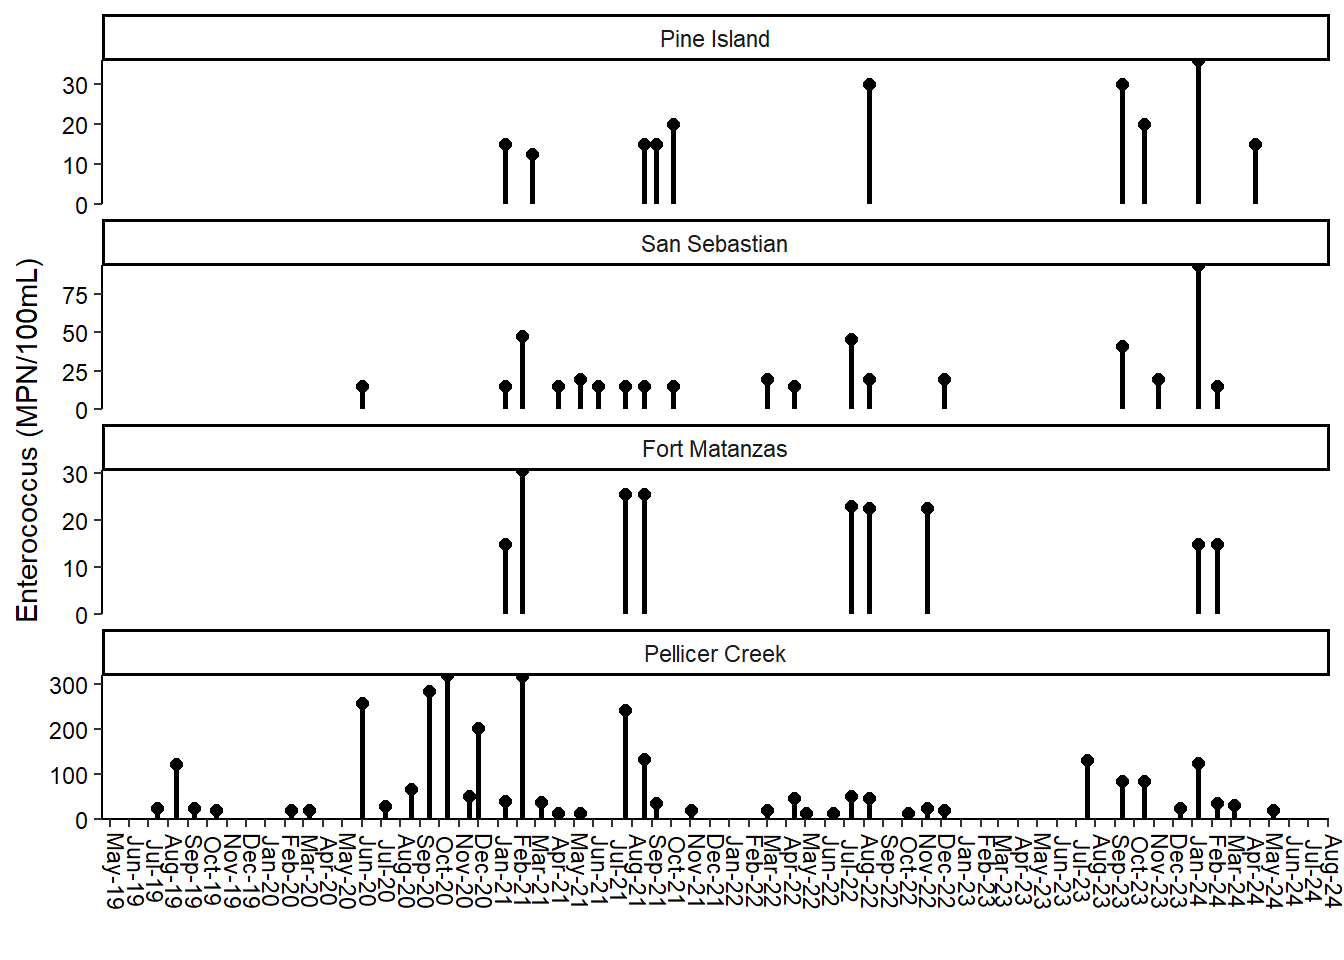 Pine Island
30
20
10
0
San Sebastian
75
50
25
0
Enterococcus (MPN/100mL)
Fort Matanzas
30
20
10
0
Pellicer Creek
300
200
100
0
May-19
Jun-19
Jul-19
Aug-19
Sep-19
Oct-19
Nov-19
Dec-19
Jan-20
Feb-20
Mar-20
Apr-20
May-20
Jun-20
Jul-20
Aug-20
Sep-20
Oct-20
Nov-20
Dec-20
Jan-21
Feb-21
Mar-21
Apr-21
May-21
Jun-21
Jul-21
Aug-21
Sep-21
Oct-21
Nov-21
Dec-21
Jan-22
Feb-22
Mar-22
Apr-22
May-22
Jun-22
Jul-22
Aug-22
Sep-22
Oct-22
Nov-22
Dec-22
Jan-23
Feb-23
Mar-23
Apr-23
May-23
Jun-23
Jul-23
Aug-23
Sep-23
Oct-23
Nov-23
Dec-23
Jan-24
Feb-24
Mar-24
Apr-24
May-24
Jun-24
Jul-24
Aug-24